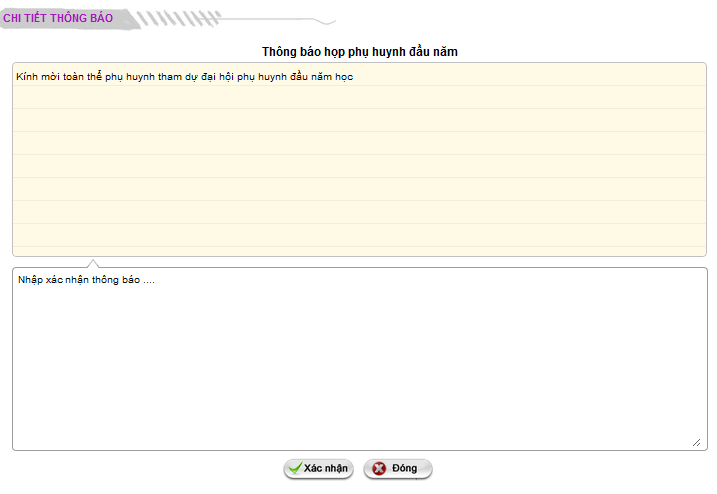 CHI TIẾT THÔNG BÁO
Thông báo họp phụ huynh đầu năm
Kính mời toàn thể phụ huynh tham dự đại hội phụ huynh đầu năm học
Nhập xác nhận thông báo ....
Xác nhận
Đóng